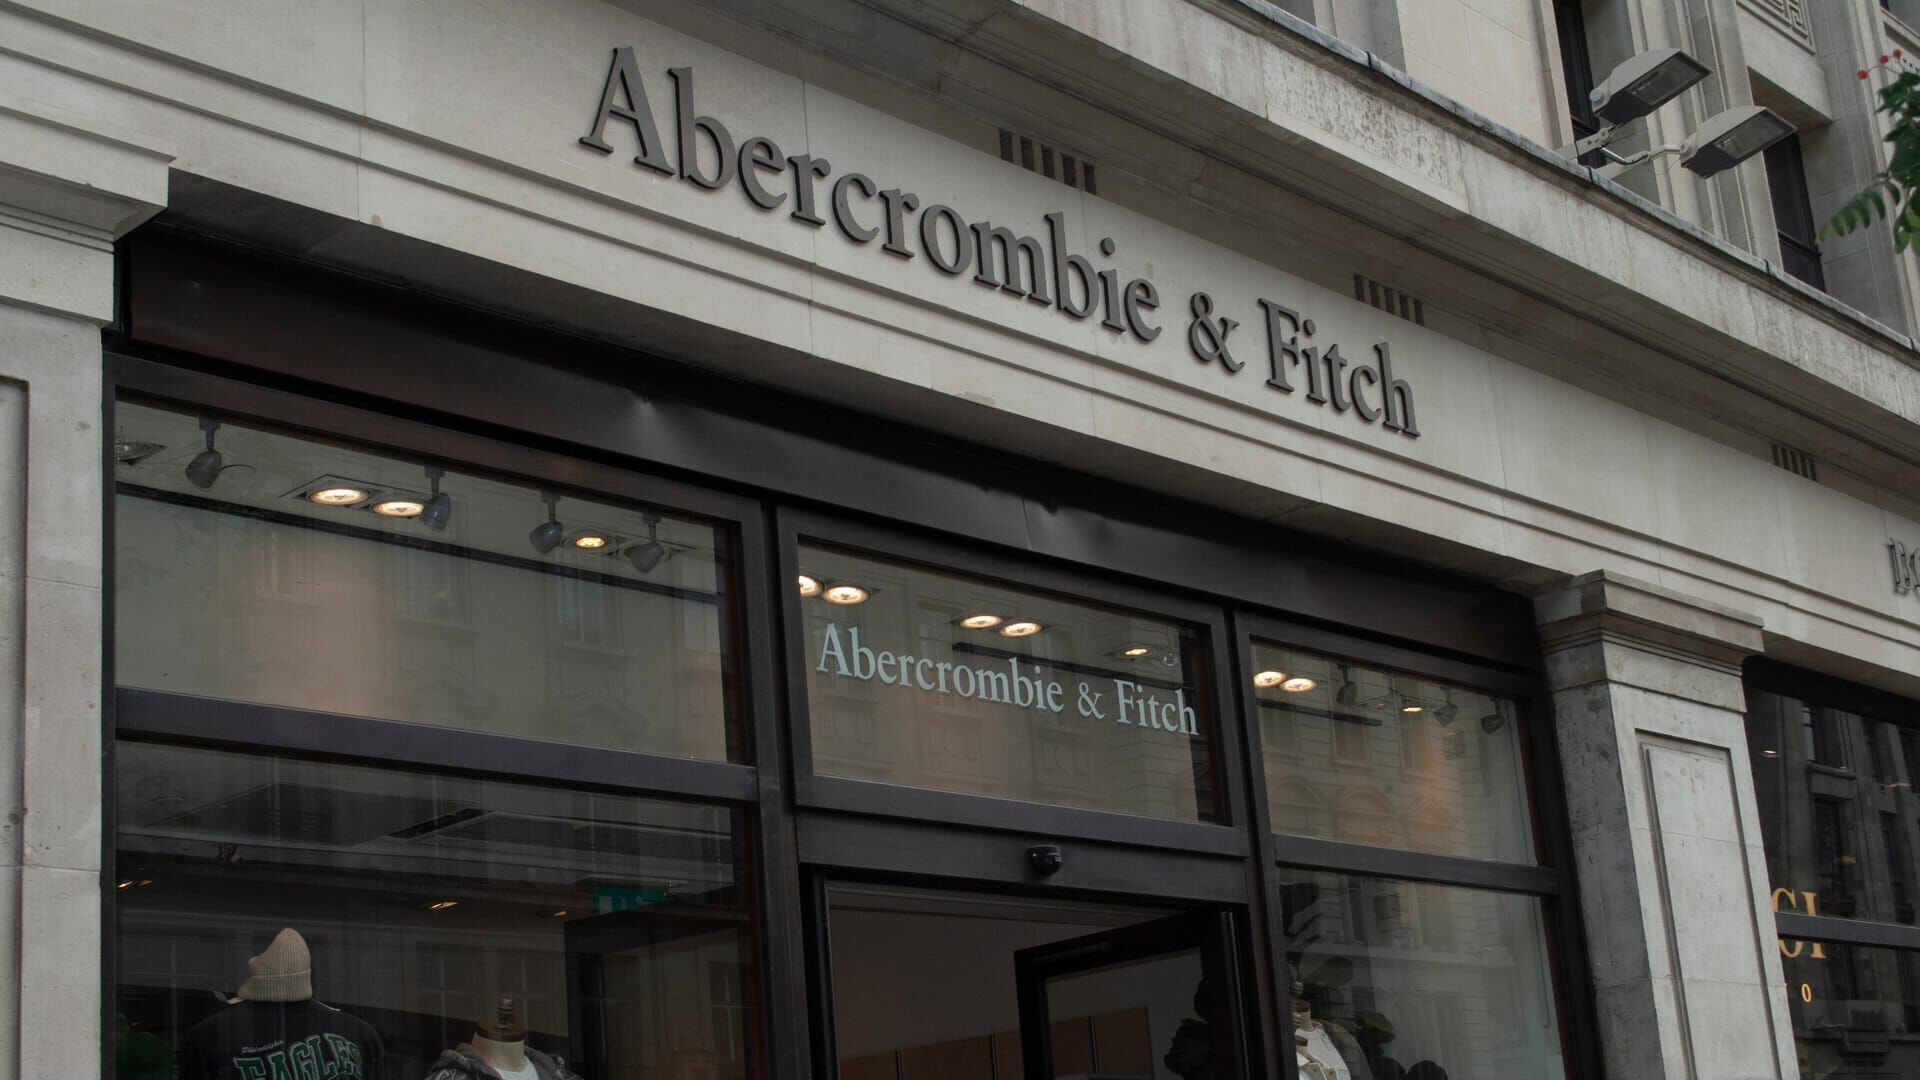 Abercrombie & Fitch
Abercrombie & Fitch
Philadelphia
EAGLES